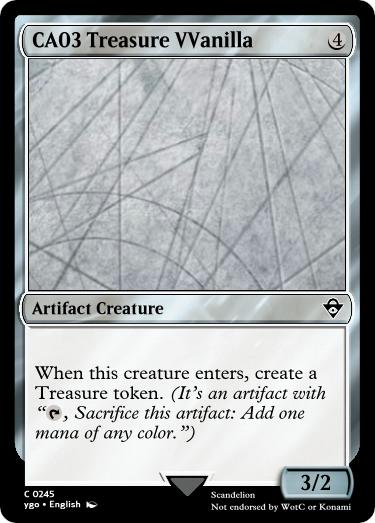 CA03 Treasure VVanilla 4
Artifact Creature
When this creature enters, create a
Treasure token. (It's an artifact with
“, Sacrifice this artifact: Add one
mana of any color.”)
3/2
C 0245
ygo • English
Scandelion
Not endorsed by WotC or Konami